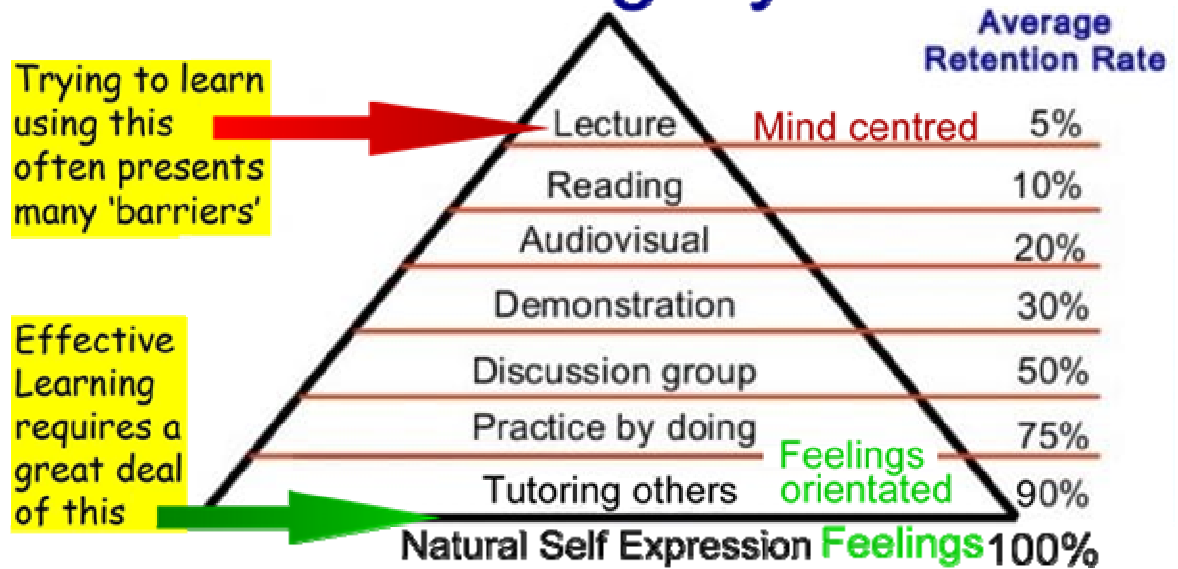 Average
Retention Rate
Trying to learn
using this
often presents
many ‘barriers’
Lecture Mind centred 5%
Reading 10%
Audiovisual 20%
Demonstration 30%
Discussion group 50%
Practice by doing 75%
Effective
Learning
requires a
great deal
of this
Tutoring others Feelings orientated 90%
Natural Self Expression Feelings 100%